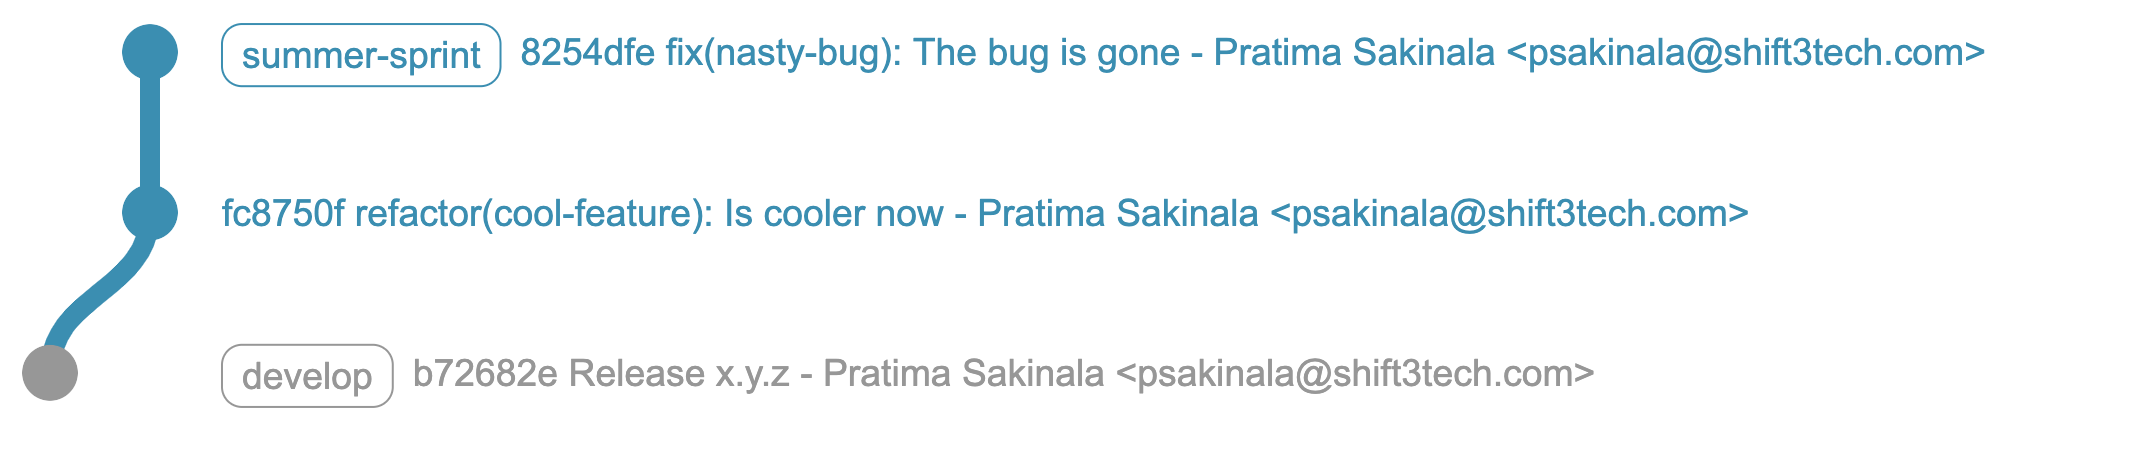 summer-sprint 8254dfe fix(nasty-bug): The bug is gone - Pratima Sakinala <psakinala@shift3tech.com>
fc8750f refactor(cool-feature): Is cooler now - Pratima Sakinala <psakinala@shift3tech.com>
develop b72682e Release x.y.z - Pratima Sakinala <psakinala@shift3tech.com>